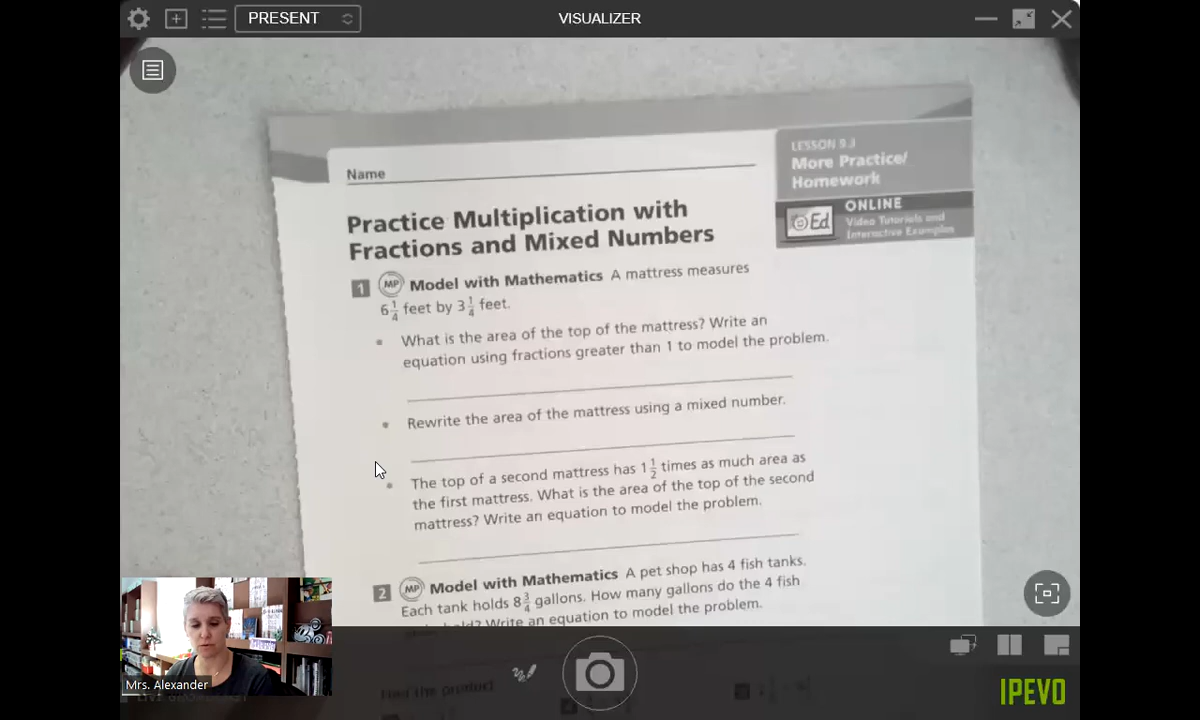 PRESENT
VISUALIZER
LESSON 9.3
More Practice/
Homework
ONLINE
Ed
Video Tutorials and
Interactive Examples
Name
Practice Multiplication with
Fractions and Mixed Numbers
1 MP Model with Mathematics A mattress measures
6 1/4 feet by 3 1/4 feet.
• What is the area of the top of the mattress? Write an
equation using fractions greater than 1 to model the problem.
• Rewrite the area of the mattress using a mixed number.
• The top of a second mattress has 1 1/2 times as much area as
the first mattress. What is the area of the top of the second
mattress? Write an equation to model the problem.
2 MP Model with Mathematics A pet shop has 4 fish tanks.
Each tank holds 8 3/4 gallons. How many gallons do the 4 fish
hold? Write an equation to model the problem.
Find the product
Mrs. Alexander
IPEVO